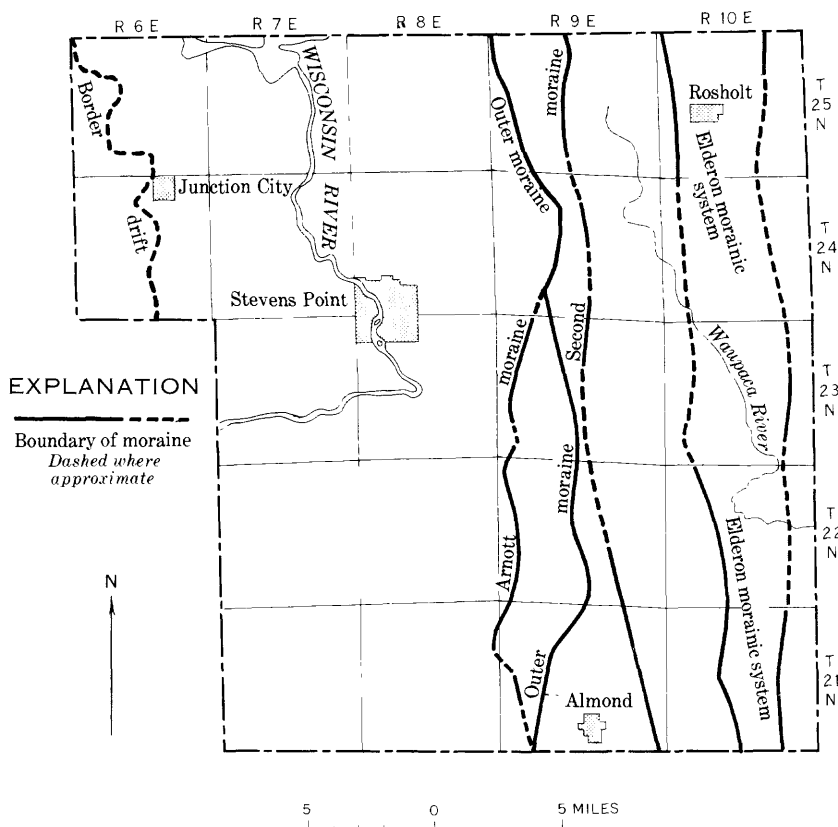 R 6 E R 7 E R 8 E R 9 E R 10 E
T 25 N
T 24 N
T 23 N
T 22 N
T 21 N
Border
drift
Junction City
WISCONSIN
RIVER
Stevens Point
Outer moraine
moraine
Second
Rosholt
Elderon morainic
system
Waupaca River
moraine
Arnott
moraine
Outer
Elderon morainic system
Almond
EXPLANATION
Boundary of moraine
Dashed where
approximate
N
5 0 5 MILES